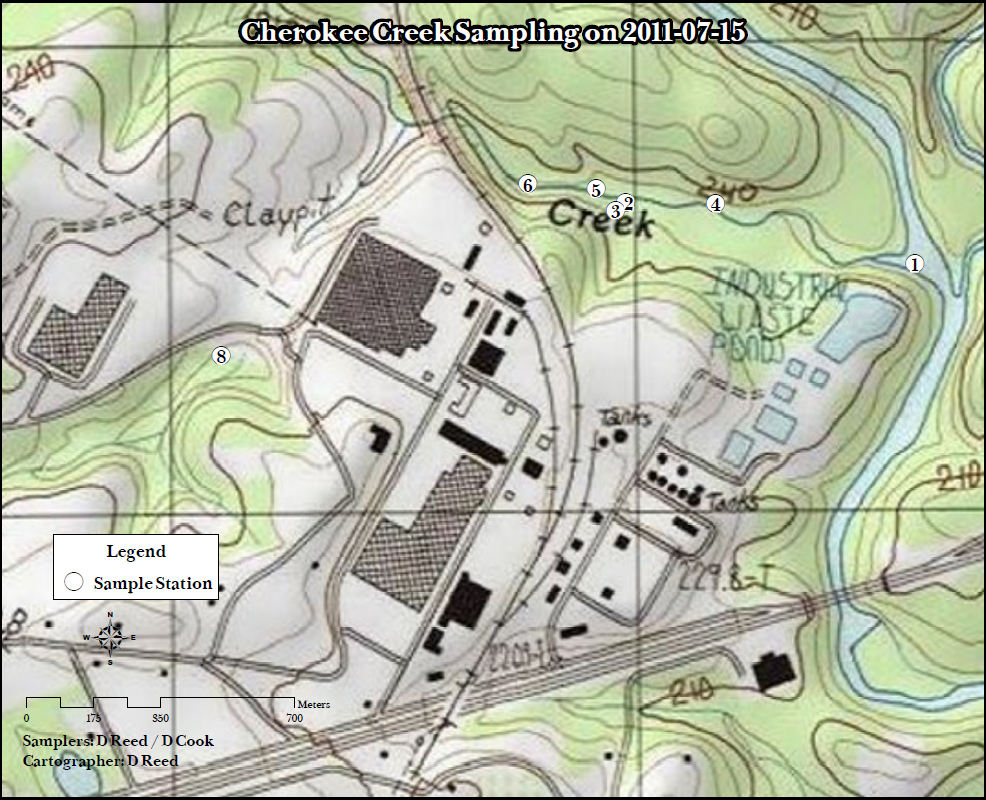 Cherokee Creek Sampling on 2011-07-15
210
240
Claypit
6
5
2
3
240
4
Creek
1
INDUSTRIAL
WASTE
POND
8
Tanks
Tanks
210
Legend
Sample Station
229.8-T
B
N
W E
S
210
0 175 350 700 Meters
Samplers: D Reed / D Cook
Cartographer: D Reed